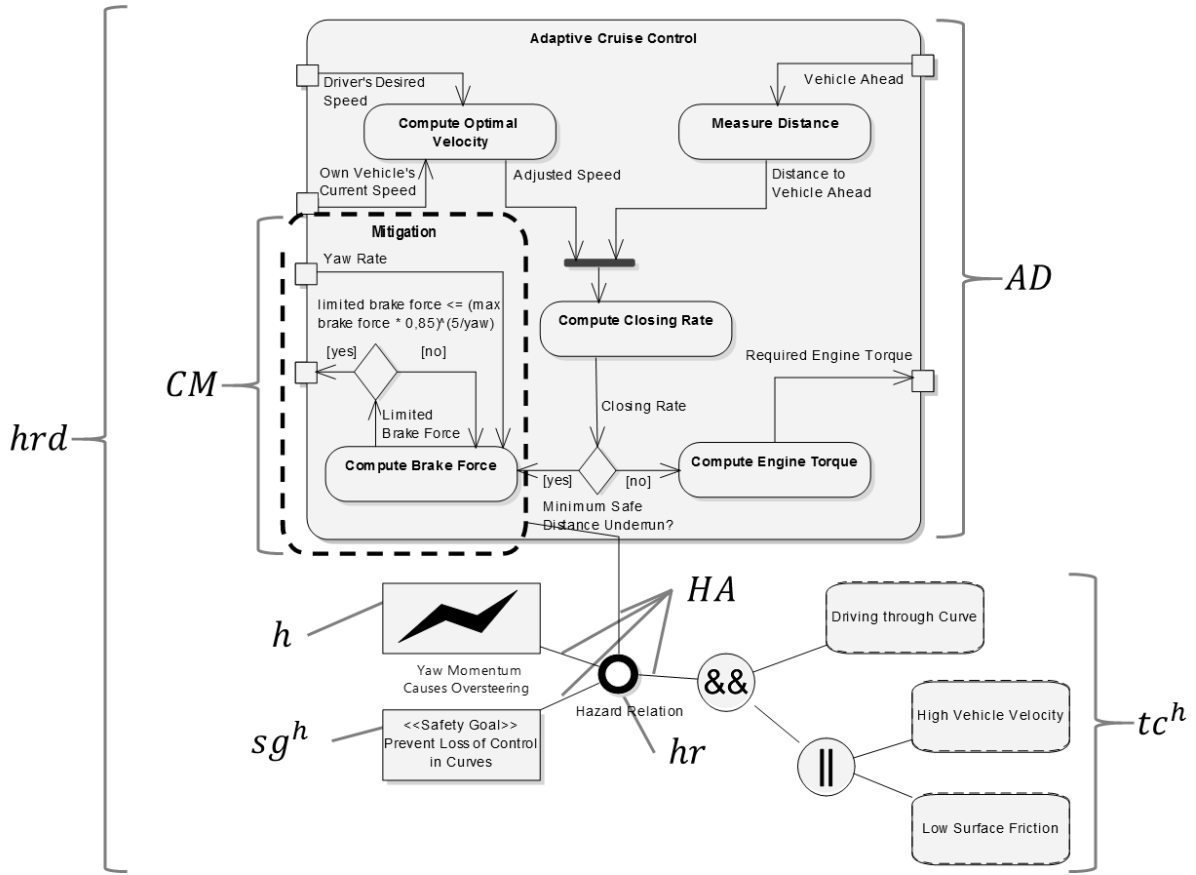 Adaptive Cruise Control
Driver's Desired
Speed
Vehicle Ahead
Compute Optimal
Velocity
Measure Distance
Own Vehicle's
Current Speed
Adjusted Speed
Distance to
Vehicle Ahead
Mitigation
Yaw Rate
limited brake force <= (max
brake force * 0,85)^(5/yaw)
[yes]
[no]
Limited
Brake Force
Compute Brake Force
Compute Closing Rate
Closing Rate
[yes]
[no]
Minimum Safe
Distance Underrun?
Required Engine Torque
Compute Engine Torque
AD
CM
hrd
HA
h
Yaw Momentum
Causes Oversteering
sg^h
<<Safety Goal>>
Prevent Loss of Control
in Curves
Hazard Relation
hr
&&
||
Driving through Curve
High Vehicle Velocity
Low Surface Friction
tc^h